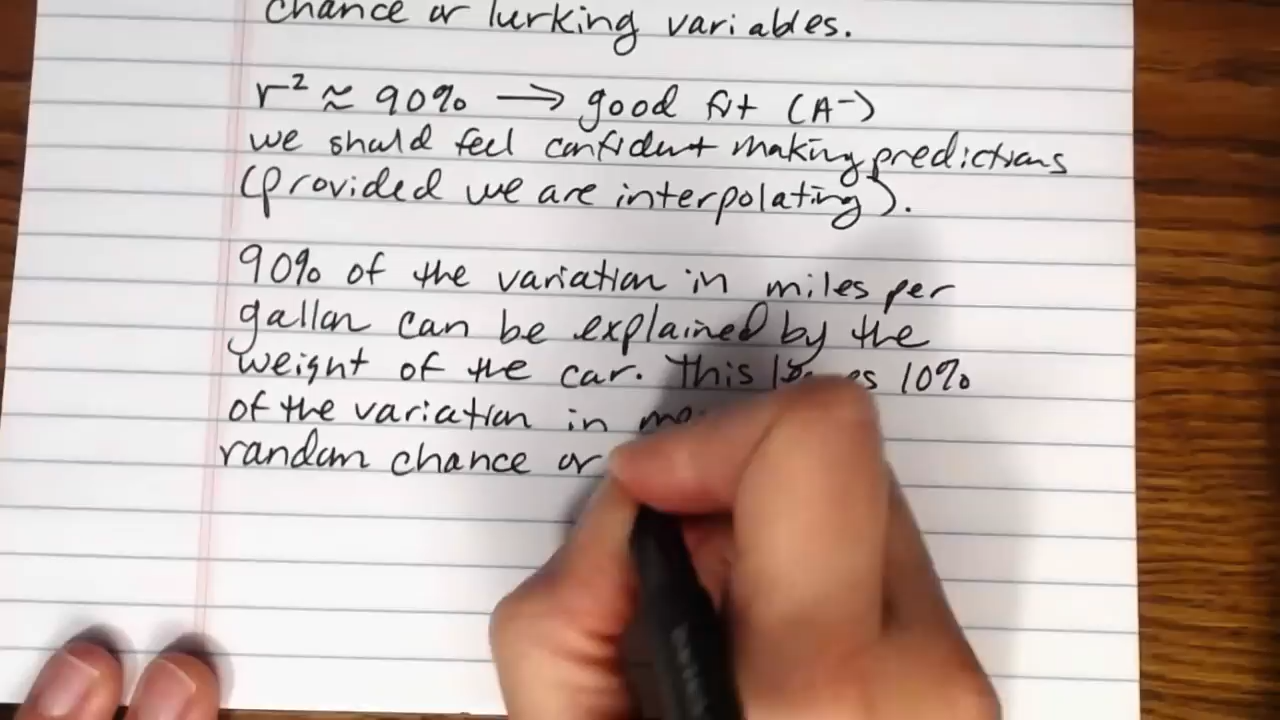 chance or lurking variables.
r² ≈ 90% → good fit (A-)
we should feel confident making predictions
(provided we are interpolating).
90% of the variation in miles per
gallon can be explained by the
weight of the car. This 10%
of the variation in
random chance or